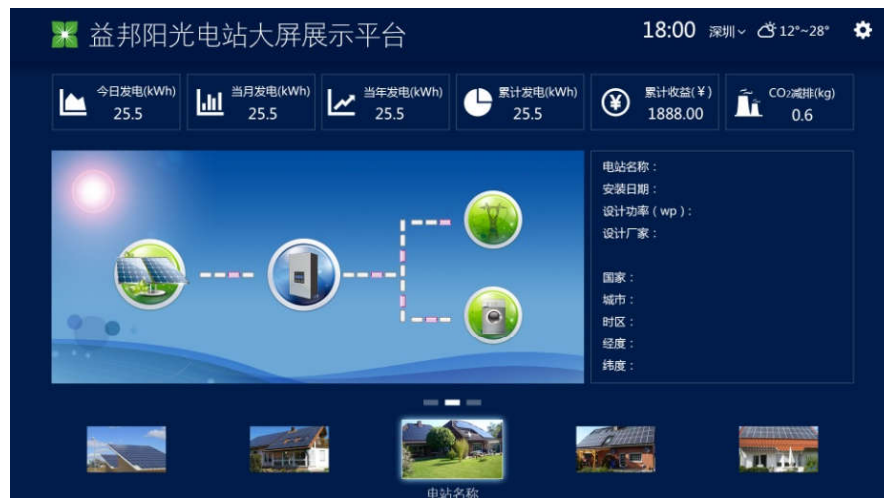 益邦阳光电站大屏展示平台
18:00 深圳 12°~28°
今日发电(kWh)
25.5
当月发电(kWh)
25.5
当年发电(kWh)
25.5
累计发电(kWh)
25.5
累计收益(¥)
1888.00
CO₂减排(kg)
0.6
电站名称：
安装日期：
设计功率（wp）：
设计厂家：
国家：
城市：
时区：
经度：
纬度：
电站名称